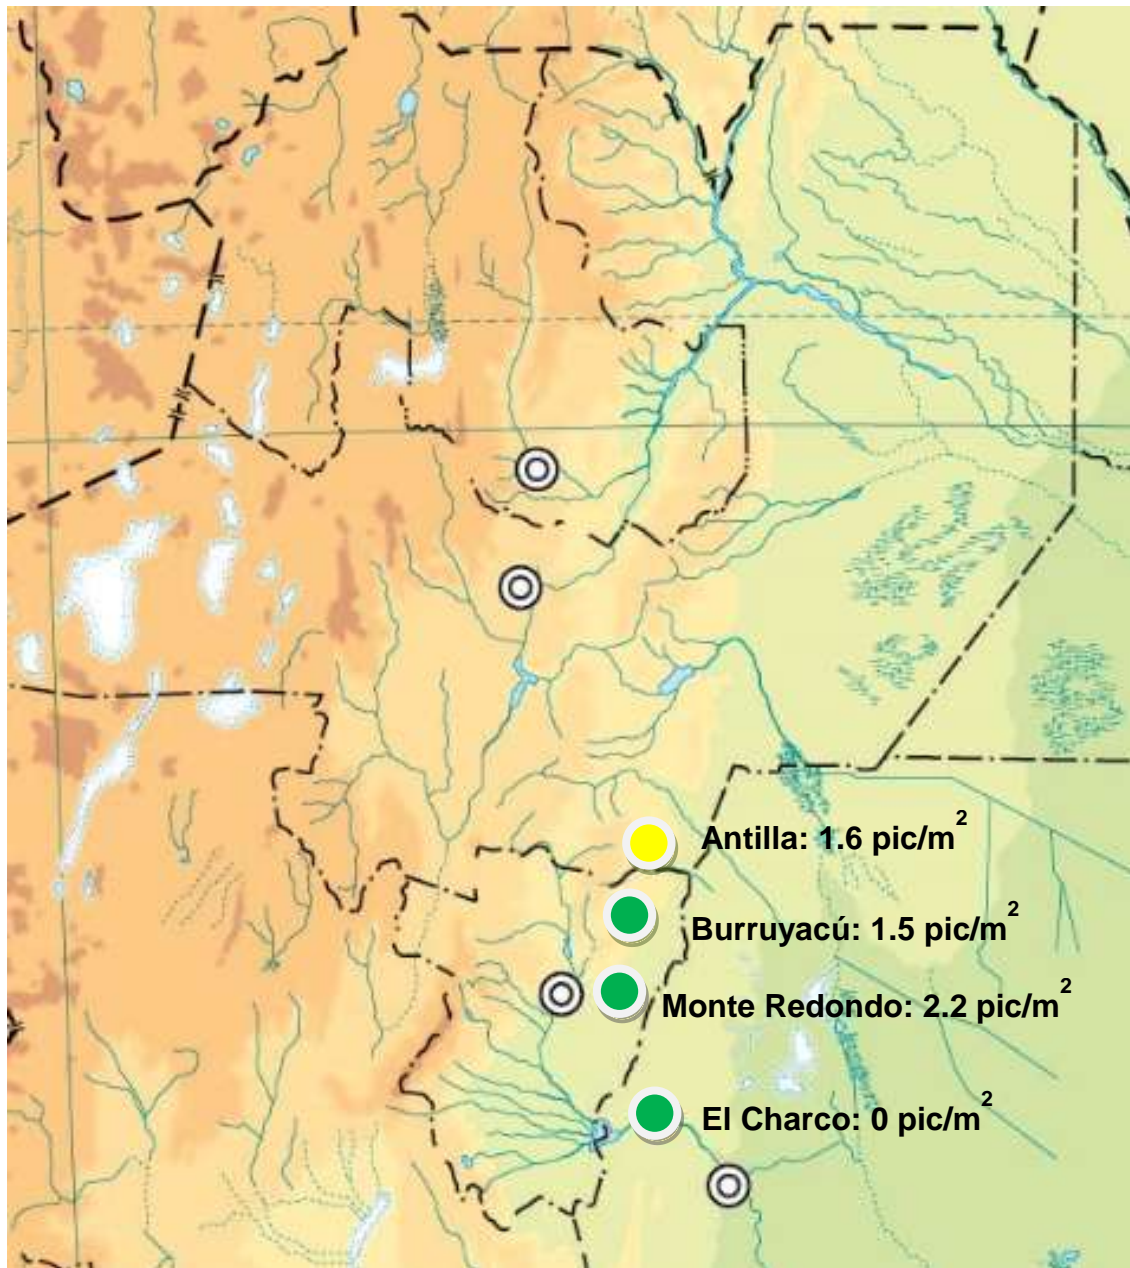 Antilla: 1.6 pic/m²
Burruyacú: 1.5 pic/m²
Monte Redondo: 2.2 pic/m²
El Charco: 0 pic/m²